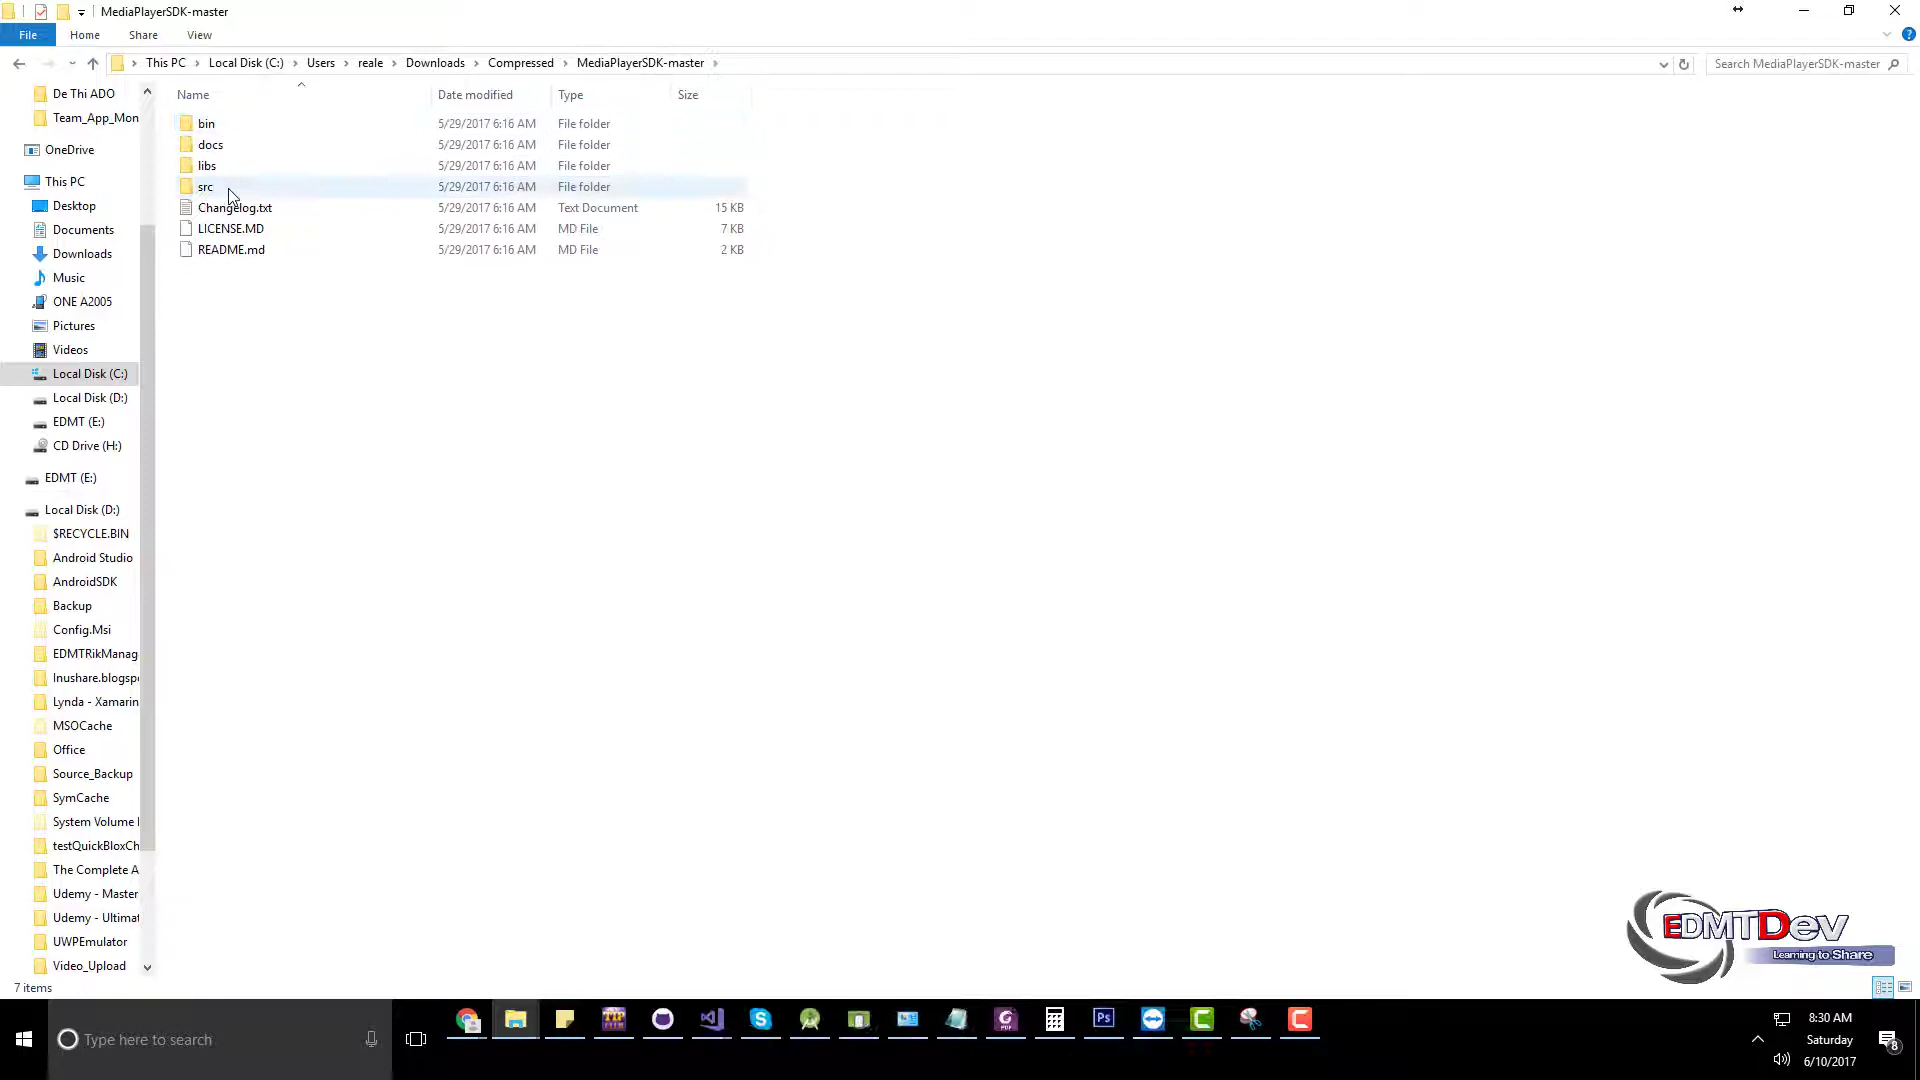 MediaPlayerSDK-master
File Home Share View
This PC Local Disk (C:) Users reale Downloads Compressed MediaPlayerSDK-master Search MediaPlayerSDK-master
Name Date modified Type Size
bin 5/29/2017 6:16 AM File folder
docs 5/29/2017 6:16 AM File folder
libs 5/29/2017 6:16 AM File folder
src 5/29/2017 6:16 AM File folder
Changelog.txt 5/29/2017 6:16 AM Text Document 15 KB
LICENSE.MD 5/29/2017 6:16 AM MD File 7 KB
README.md 5/29/2017 6:16 AM MD File 2 KB
De Thi ADO
Team_App_Mon
OneDrive
This PC
Desktop
Documents
Downloads
Music
ONE A2005
Pictures
Videos
Local Disk (C:)
Local Disk (D:)
EDMT (E:)
CD Drive (H:)
EDMT (E:)
Local Disk (D:)
$RECYCLE.BIN
Android Studio
AndroidSDK
Backup
Config.Msi
EDMTRikManag
Inushare.blogsp
Lynda - Xamarin
MSOCache
Office
Source_Backup
SymCache
System Volume
testQuickBloxCh
The Complete A
Udemy - Master
Udemy - Ultimat
UWPEmulator
Video_Upload
EDMTDev
Learning to Share
7 items
Type here to search
Ps
8:30 AM
Saturday
6/10/2017
8